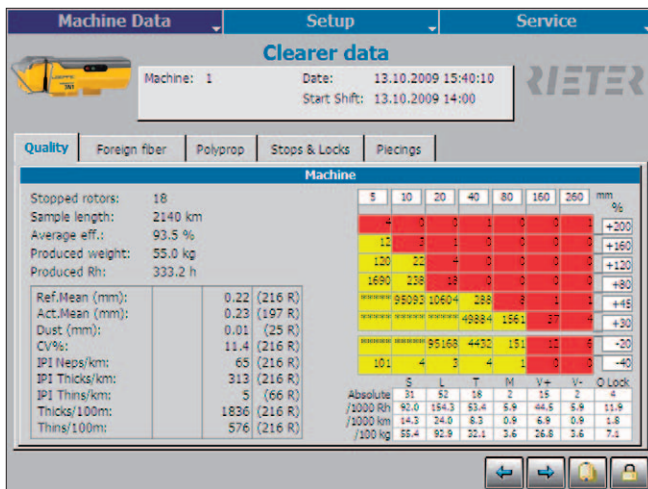 Machine Data Setup Service
Clearer data
Machine: 1 Date: 13.10.2009 15:40:10
Start Shift: 13.10.2009 14:00
RIETER
Quality Foreign fiber Polyprop Stops & Locks Piecings
Machine
Stopped rotors: 18
Sample length: 2140 km
Average eff.: 93.5 %
Produced weight: 55.0 kg
Produced Rh: 333.2 h
Ref.Mean (mm): 0.22 (216 R)
Act.Mean (mm): 0.23 (197 R)
Dust (mm): 0.01 (25 R)
CV%: 11.4 (216 R)
IPI Neps/km: 65 (216 R)
IPI Thicks/km: 313 (216 R)
IPI Thins/km: 5 (66 R)
Thicks/100m: 1836 (216 R)
Thins/100m: 576 (216 R)
5 10 20 40 80 160 260 mm
%
4 0 0 1 0 0 1 +200
12 3 1 0 0 0 0 +160
120 22 4 0 0 0 0 +120
1690 238 18 0 0 0 0 +80
95093 10604 288 8 1 1 +45
49884 1561 37 4 +30
95168 4432 151 12 6 -20
101 4 3 4 1 0 0 -40
S L T M V+ V- O Lock
Absolute 31 52 18 2 15 2 4
/1000 Rh 92.0 154.3 53.4 5.9 44.5 5.9 11.9
/1000 km 14.3 24.0 8.3 0.9 6.9 0.9 1.8
/100 kg 55.4 92.9 32.1 3.6 26.8 3.6 7.1